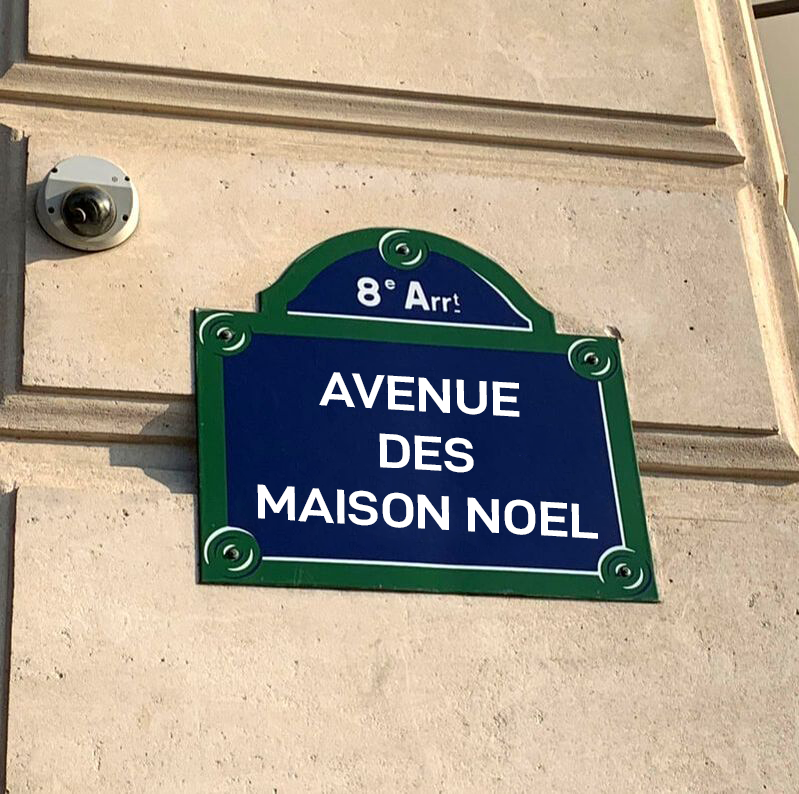 8e Arrt
AVENUE
DES
MAISON NOEL